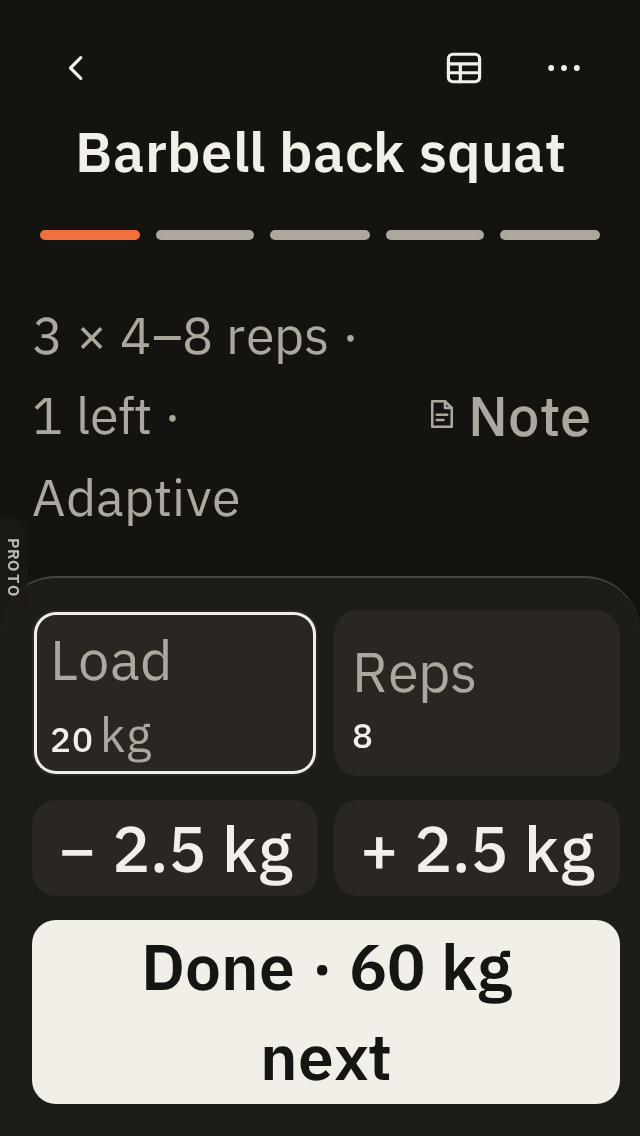 Barbell back squat
3 × 4–8 reps ·
1 left ·
Adaptive
Note
PROTO
Load
20 kg
Reps
8
– 2.5 kg
+ 2.5 kg
Done · 60 kg
next